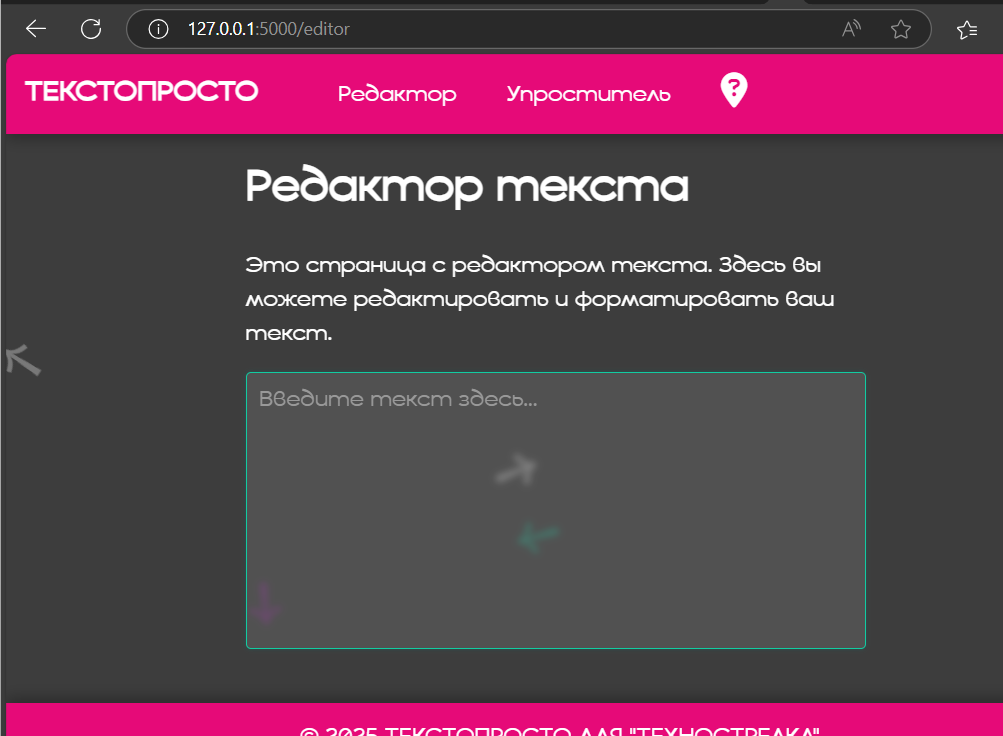 127.0.0.1:5000/editor
ТЕКСТОПРОСТО Редактор Упроститель
Редактор текста
Это страница с редактором текста. Здесь вы
можете редактировать и форматировать ваш
текст.
Введите текст здесь...
© 2025 ТЕКСТОПРОСТО ДЛЯ "ТЕХНОСТРЕЛКА"